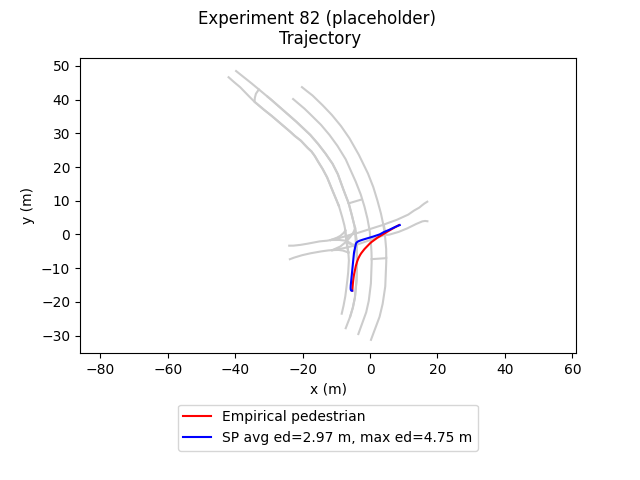 Experiment 82 (placeholder)
Trajectory
50
40
30
20
10
0
−10
−20
−30
y (m)
−80 −60 −40 −20 0 20 40 60
x (m)
Empirical pedestrian
SP avg ed=2.97 m, max ed=4.75 m